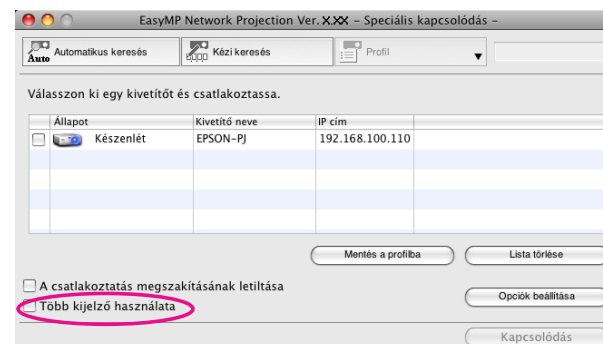 EasyMP Network Projection Ver. X.XX – Speciális kapcsolódás –
Auto Automatikus keresés Kézi keresés Profil
Válasszon ki egy kivetítőt és csatlakoztassa.
Állapot Kivetítő neve IP cím
Készenlét EPSON-PJ 192.168.100.110
Mentés a profilba Lista törlése
A csatlakoztatás megszakításának letiltása
Opciók beállítása
Több kijelző használata
Kapcsolódás